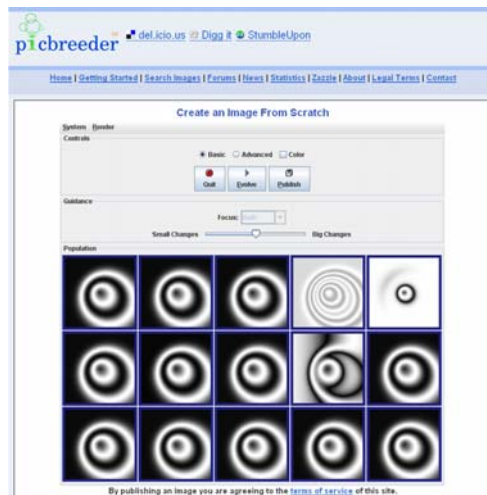 picbreeder
del.icio.us Digg it StumbleUpon
Home | Getting Started | Search Images | Forums | News | Statistics | Zazzle | About | Legal Terms | Contact
Create an Image From Scratch
System Render
Controls
Basic Advanced Color
Quit Evolve Publish
Guidance
Focus:
Small Changes Big Changes
Population
By publishing an image you are agreeing to the terms of service of this site.